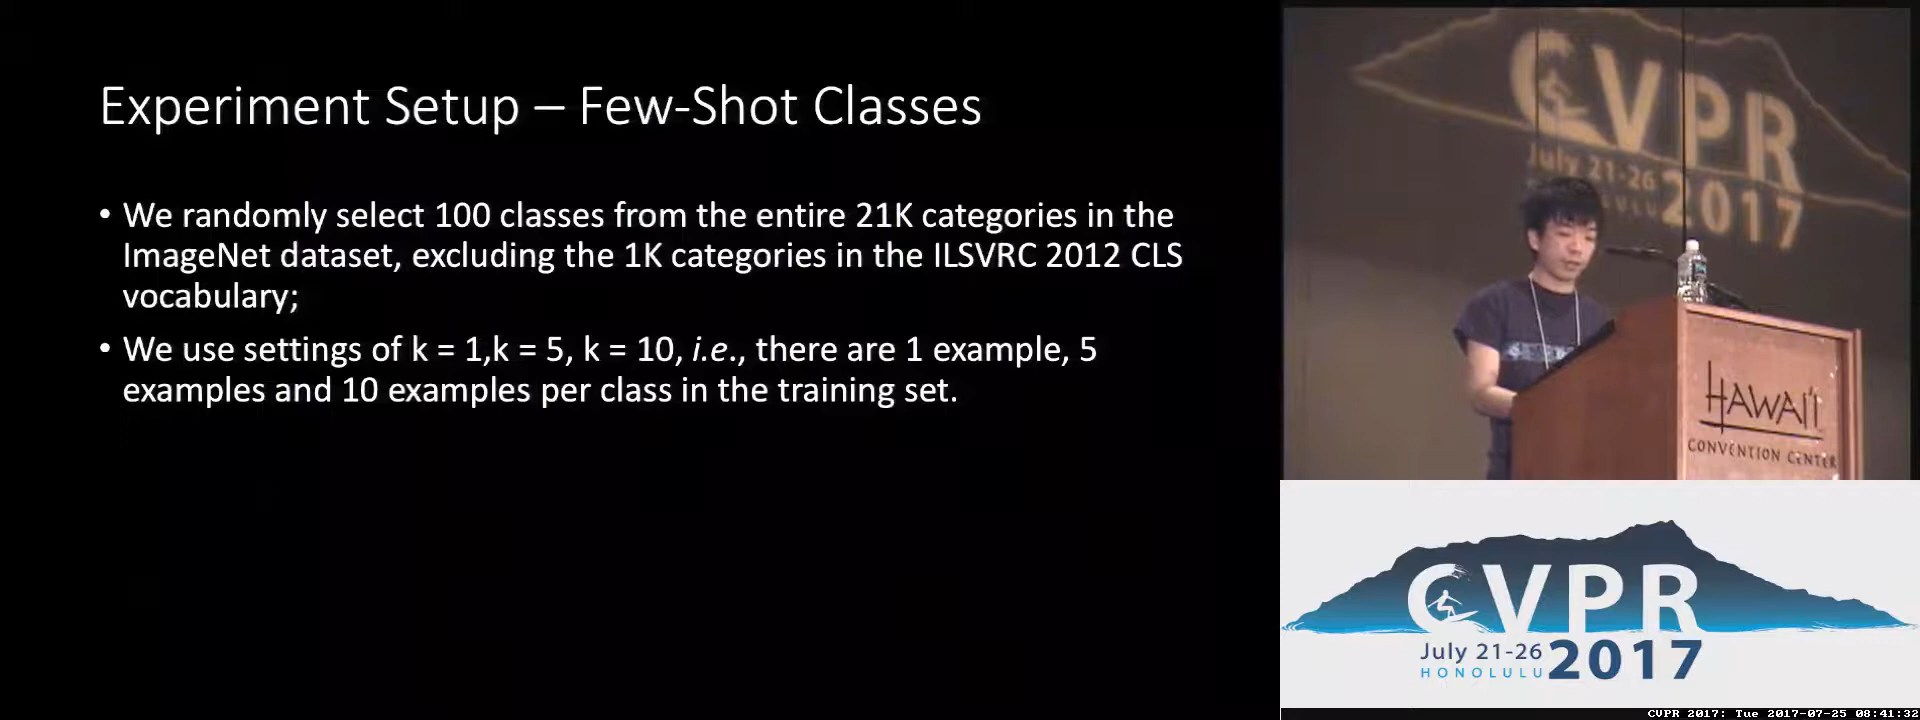 Experiment Setup – Few-Shot Classes
• We randomly select 100 classes from the entire 21K categories in the
ImageNet dataset, excluding the 1K categories in the ILSVRC 2012 CLS
vocabulary;
• We use settings of k = 1,k = 5, k = 10, i.e., there are 1 example, 5
examples and 10 examples per class in the training set.
CVPR
July 21-26
2017
HAWAI'I
CONVENTION CENTER
CVPR
July 21-26
HONOLULU
2017
CVPR 2017: Tue 2017-07-25 08:41:32